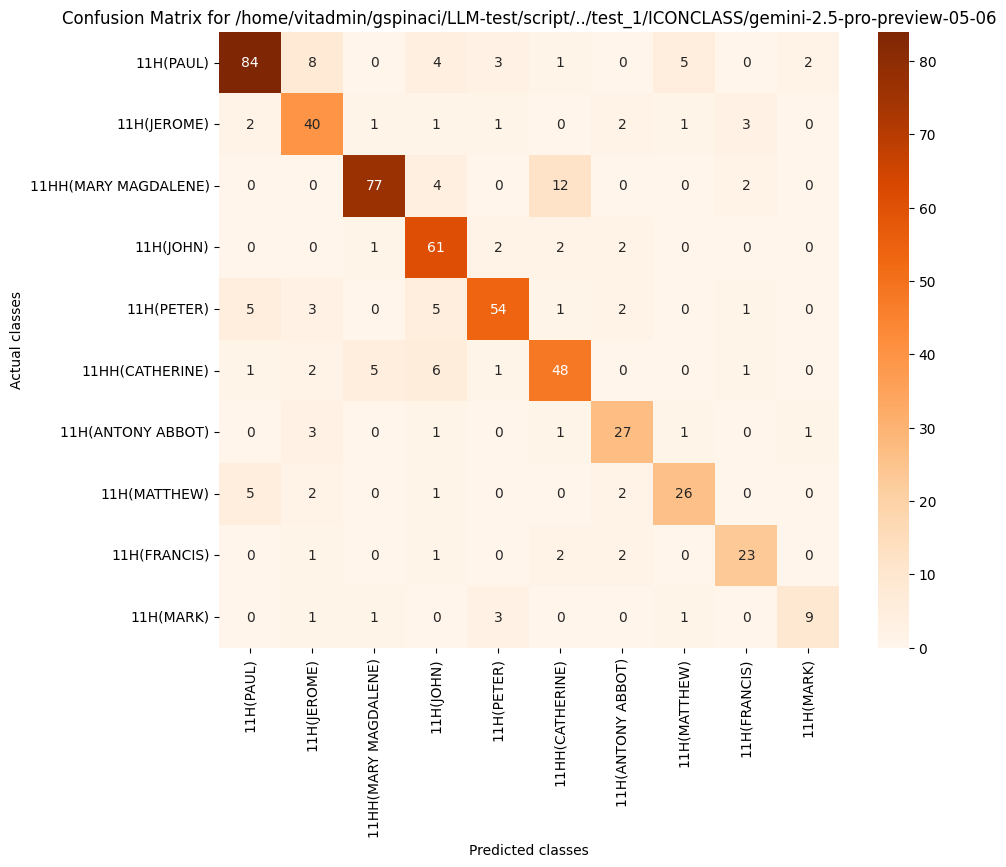 Confusion Matrix for /home/vitadmin/gspinaci/LLM-test/script/../test_1/ICONCLASS/gemini-2.5-pro-preview-05-06
Actual classes
11H(PAUL) 84 8 0 4 3 1 0 5 0 2
11H(JEROME) 2 40 1 1 1 0 2 1 3 0
11HH(MARY MAGDALENE) 0 0 77 4 0 12 0 0 2 0
11H(JOHN) 0 0 1 61 2 2 2 0 0 0
11H(PETER) 5 3 0 5 54 1 2 0 1 0
11HH(CATHERINE) 1 2 5 6 1 48 0 0 1 0
11H(ANTONY ABBOT) 0 3 0 1 0 1 27 1 0 1
11H(MATTHEW) 5 2 0 1 0 0 2 26 0 0
11H(FRANCIS) 0 1 0 1 0 2 2 0 23 0
11H(MARK) 0 1 1 0 3 0 0 1 0 9
11H(PAUL)
11H(JEROME)
11HH(MARY MAGDALENE)
11H(JOHN)
11H(PETER)
11HH(CATHERINE)
11H(ANTONY ABBOT)
11H(MATTHEW)
11H(FRANCIS)
11H(MARK)
Predicted classes
80
70
60
50
40
30
20
10
0